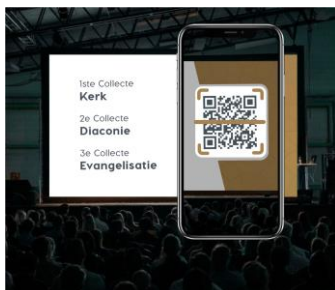 1ste Collecte
Kerk
2e Collecte
Diaconie
3e Collecte
Evangelisatie